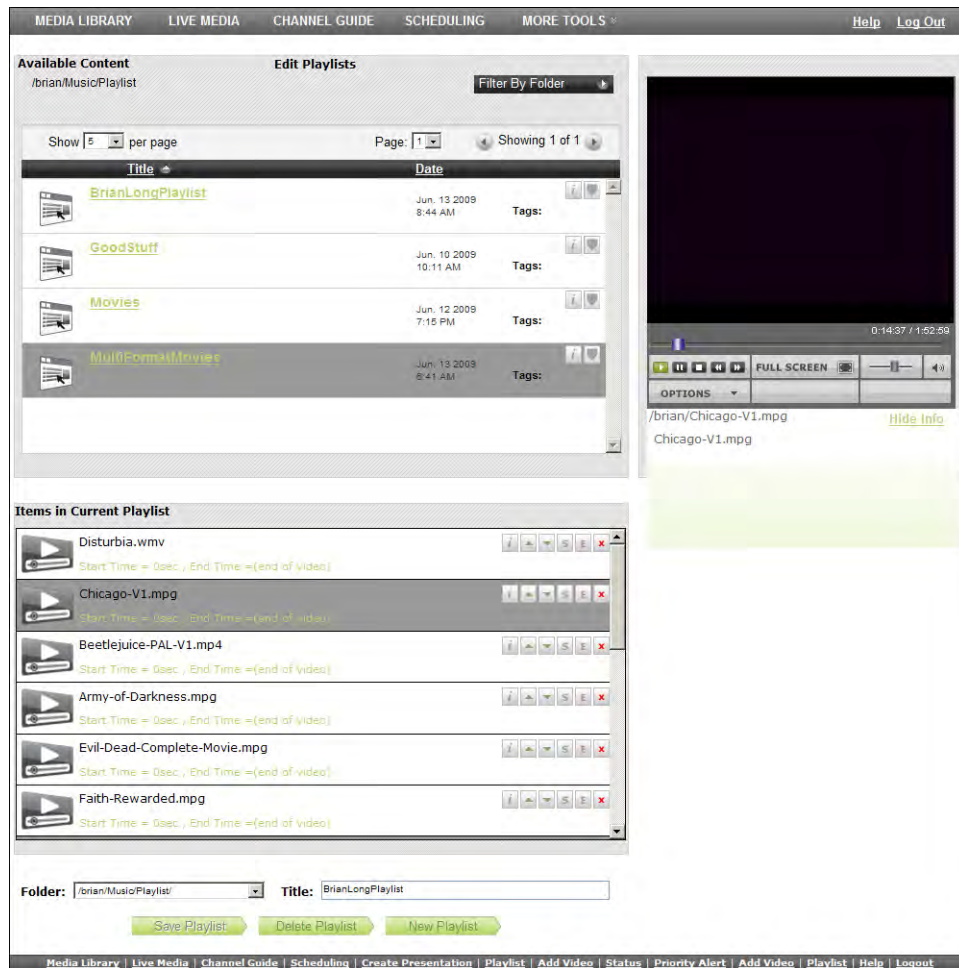 MEDIA LIBRARY LIVE MEDIA CHANNEL GUIDE SCHEDULING MORE TOOLS Help Log Out
Available Content Edit Playlists
/brian/Music/Playlist
Filter By Folder
Show 5 per page Page: 1 Showing 1 of 1
Title Date
BrianLongPlaylist Jun. 13 2009
8:44 AM Tags:
GoodStuff Jun. 10 2009
10:11 AM Tags:
Movies Jun. 12 2009
7:15 PM Tags:
MultiFormatMovies Jun. 13 2009
8:41 AM Tags:
0:14:37 / 1:52:59
FULL SCREEN
OPTIONS
/brian/Chicago-V1.mpg Hide Info
Chicago-V1.mpg
Items in Current Playlist
Disturbia.wmv i S E x
Start Time = 0sec , End Time =(end of video)
Chicago-V1.mpg i S E x
Start Time = 0sec , End Time =(end of video)
Beetlejuice-PAL-V1.mp4 i S E x
Start Time = 0sec , End Time =(end of video)
Army-of-Darkness.mpg i S E x
Start Time = 0sec , End Time =(end of video)
Evil-Dead-Complete-Movie.mpg i S E x
Start Time = 0sec , End Time =(end of video)
Faith-Rewarded.mpg i S E x
Start Time = 0sec , End Time =(end of video)
Folder: /brian/Music/Playlist/ Title: BrianLongPlaylist
Save Playlist Delete Playlist New Playlist
Media Library | Live Media | Channel Guide | Scheduling | Create Presentation | Playlist | Add Video | Status | Priority Alert | Add Video | Playlist | Help | Logout